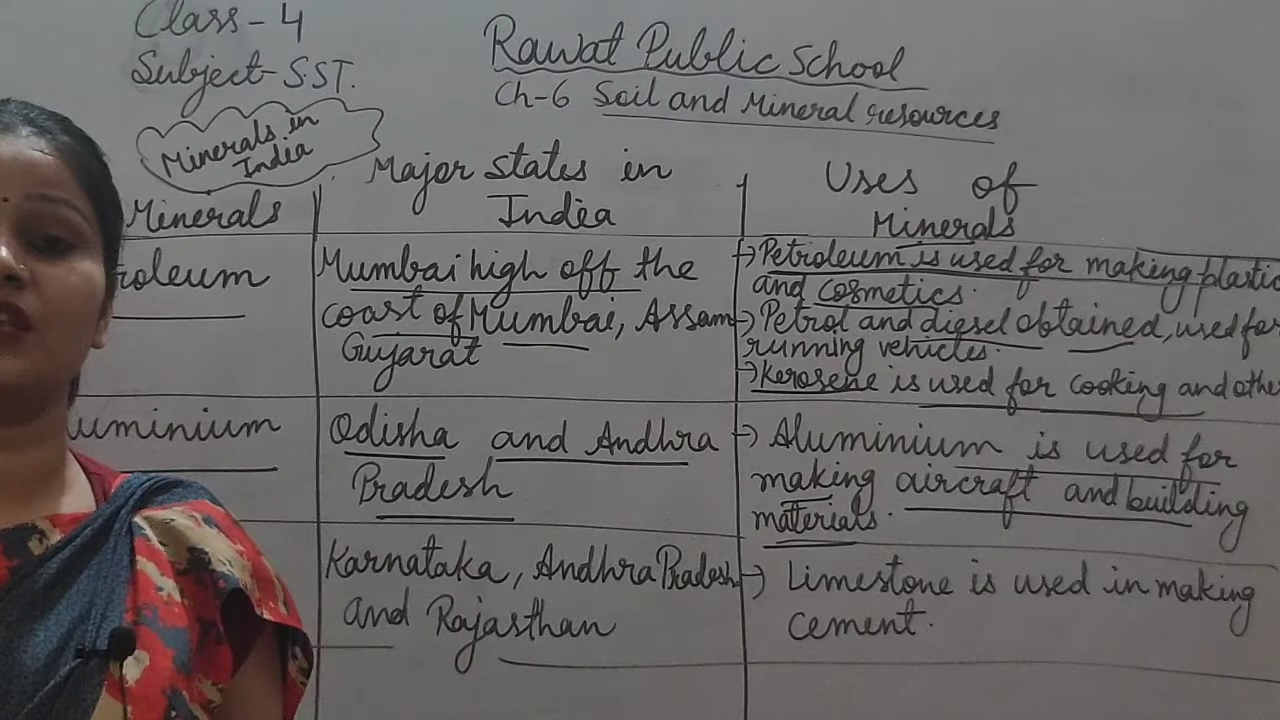 Class-4
Subject-S.ST.
Rawat Public School
Ch-6 Soil and Mineral resources
Minerals in
India
Minerals
Major states in
India
Uses of
Minerals
roleum
Mumbai high off the
coast of Mumbai, Assam
Gujarat
→ Petroleum is used for making plastic
and cosmetics.
→ Petrol and diesel obtained, used for
running vehicles.
→ Kerosene is used for cooking and othe
uminium
Odisha and Andhra
Pradesh
→ Aluminium is used for
making aircraft and building
materials.
Karnataka, Andhra Pradesh
and Rajasthan
→ Limestone is used in making
cement.